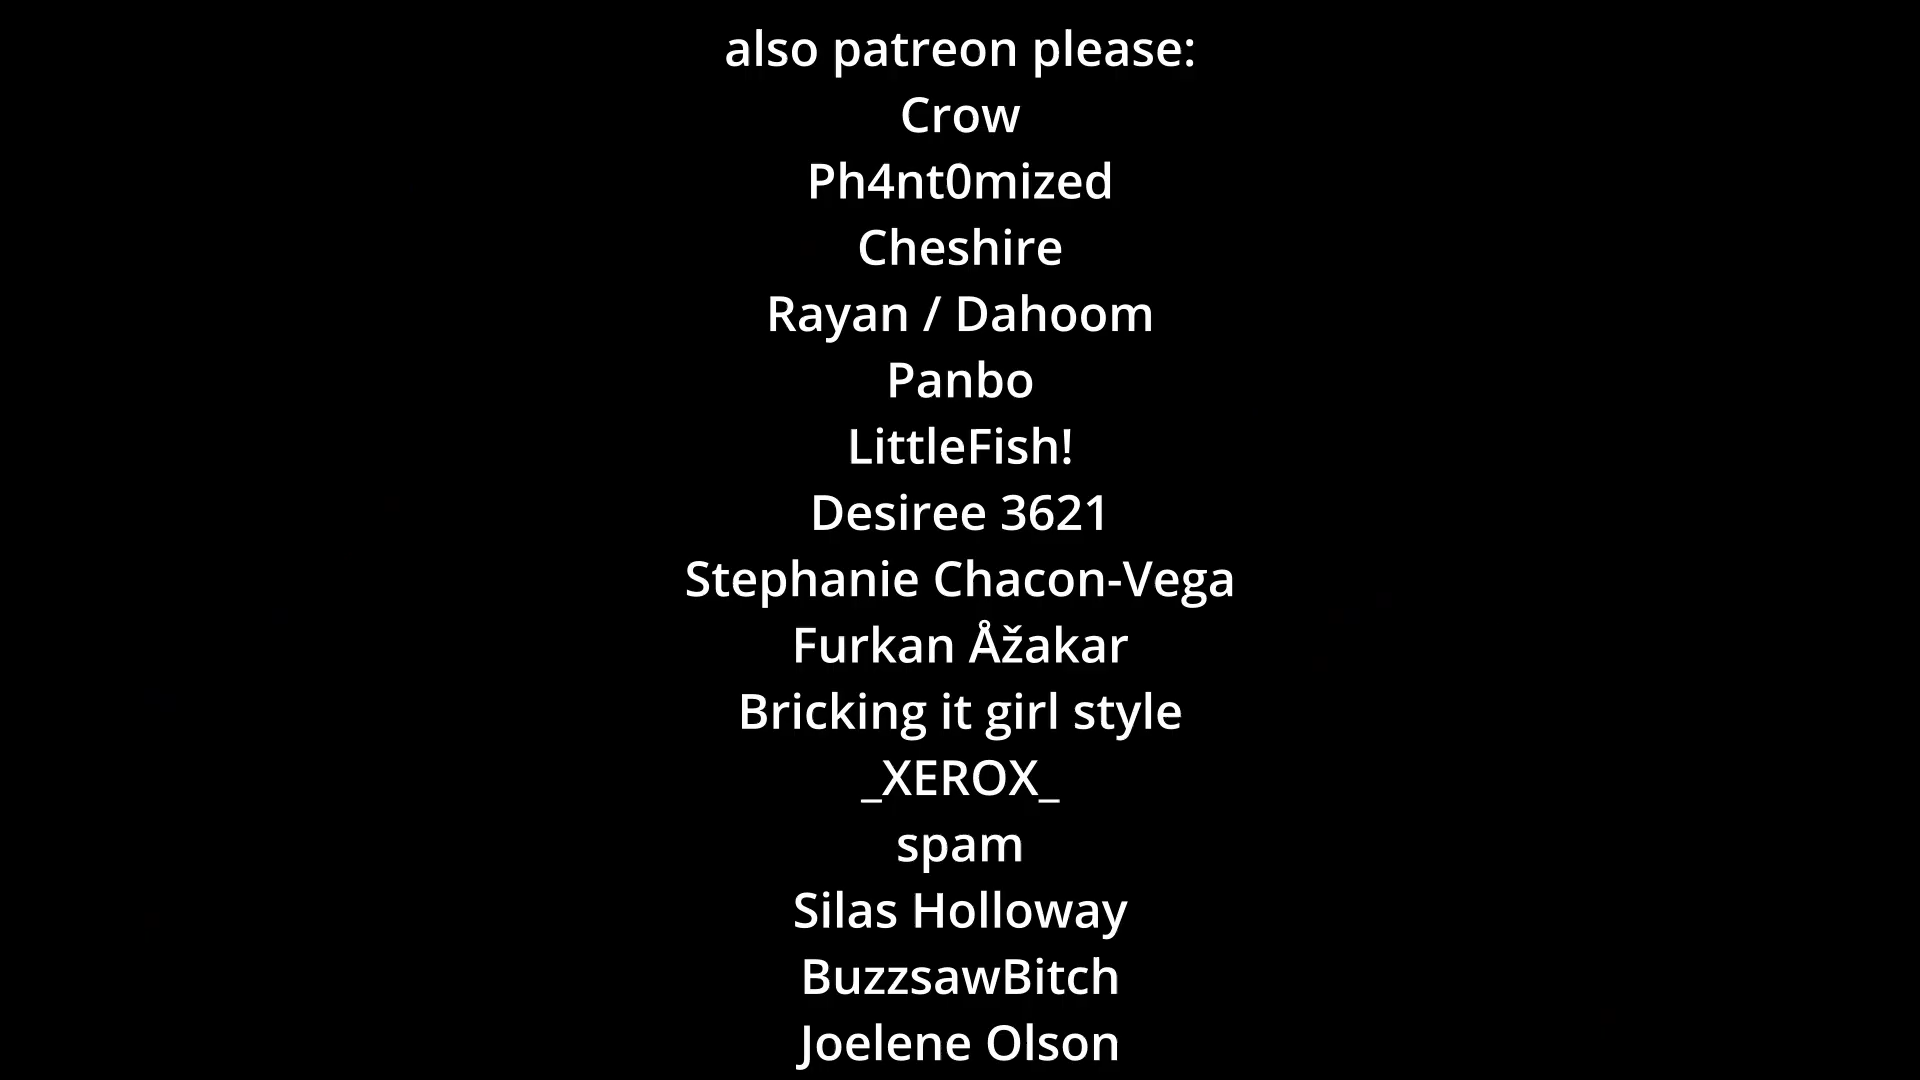 also patreon please:
Crow
Ph4nt0mized
Cheshire
Rayan / Dahoom
Panbo
LittleFish!
Desiree 3621
Stephanie Chacon-Vega
Furkan Åžakar
Bricking it girl style
_XEROX_
spam
Silas Holloway
BuzzsawBitch
Joelene Olson